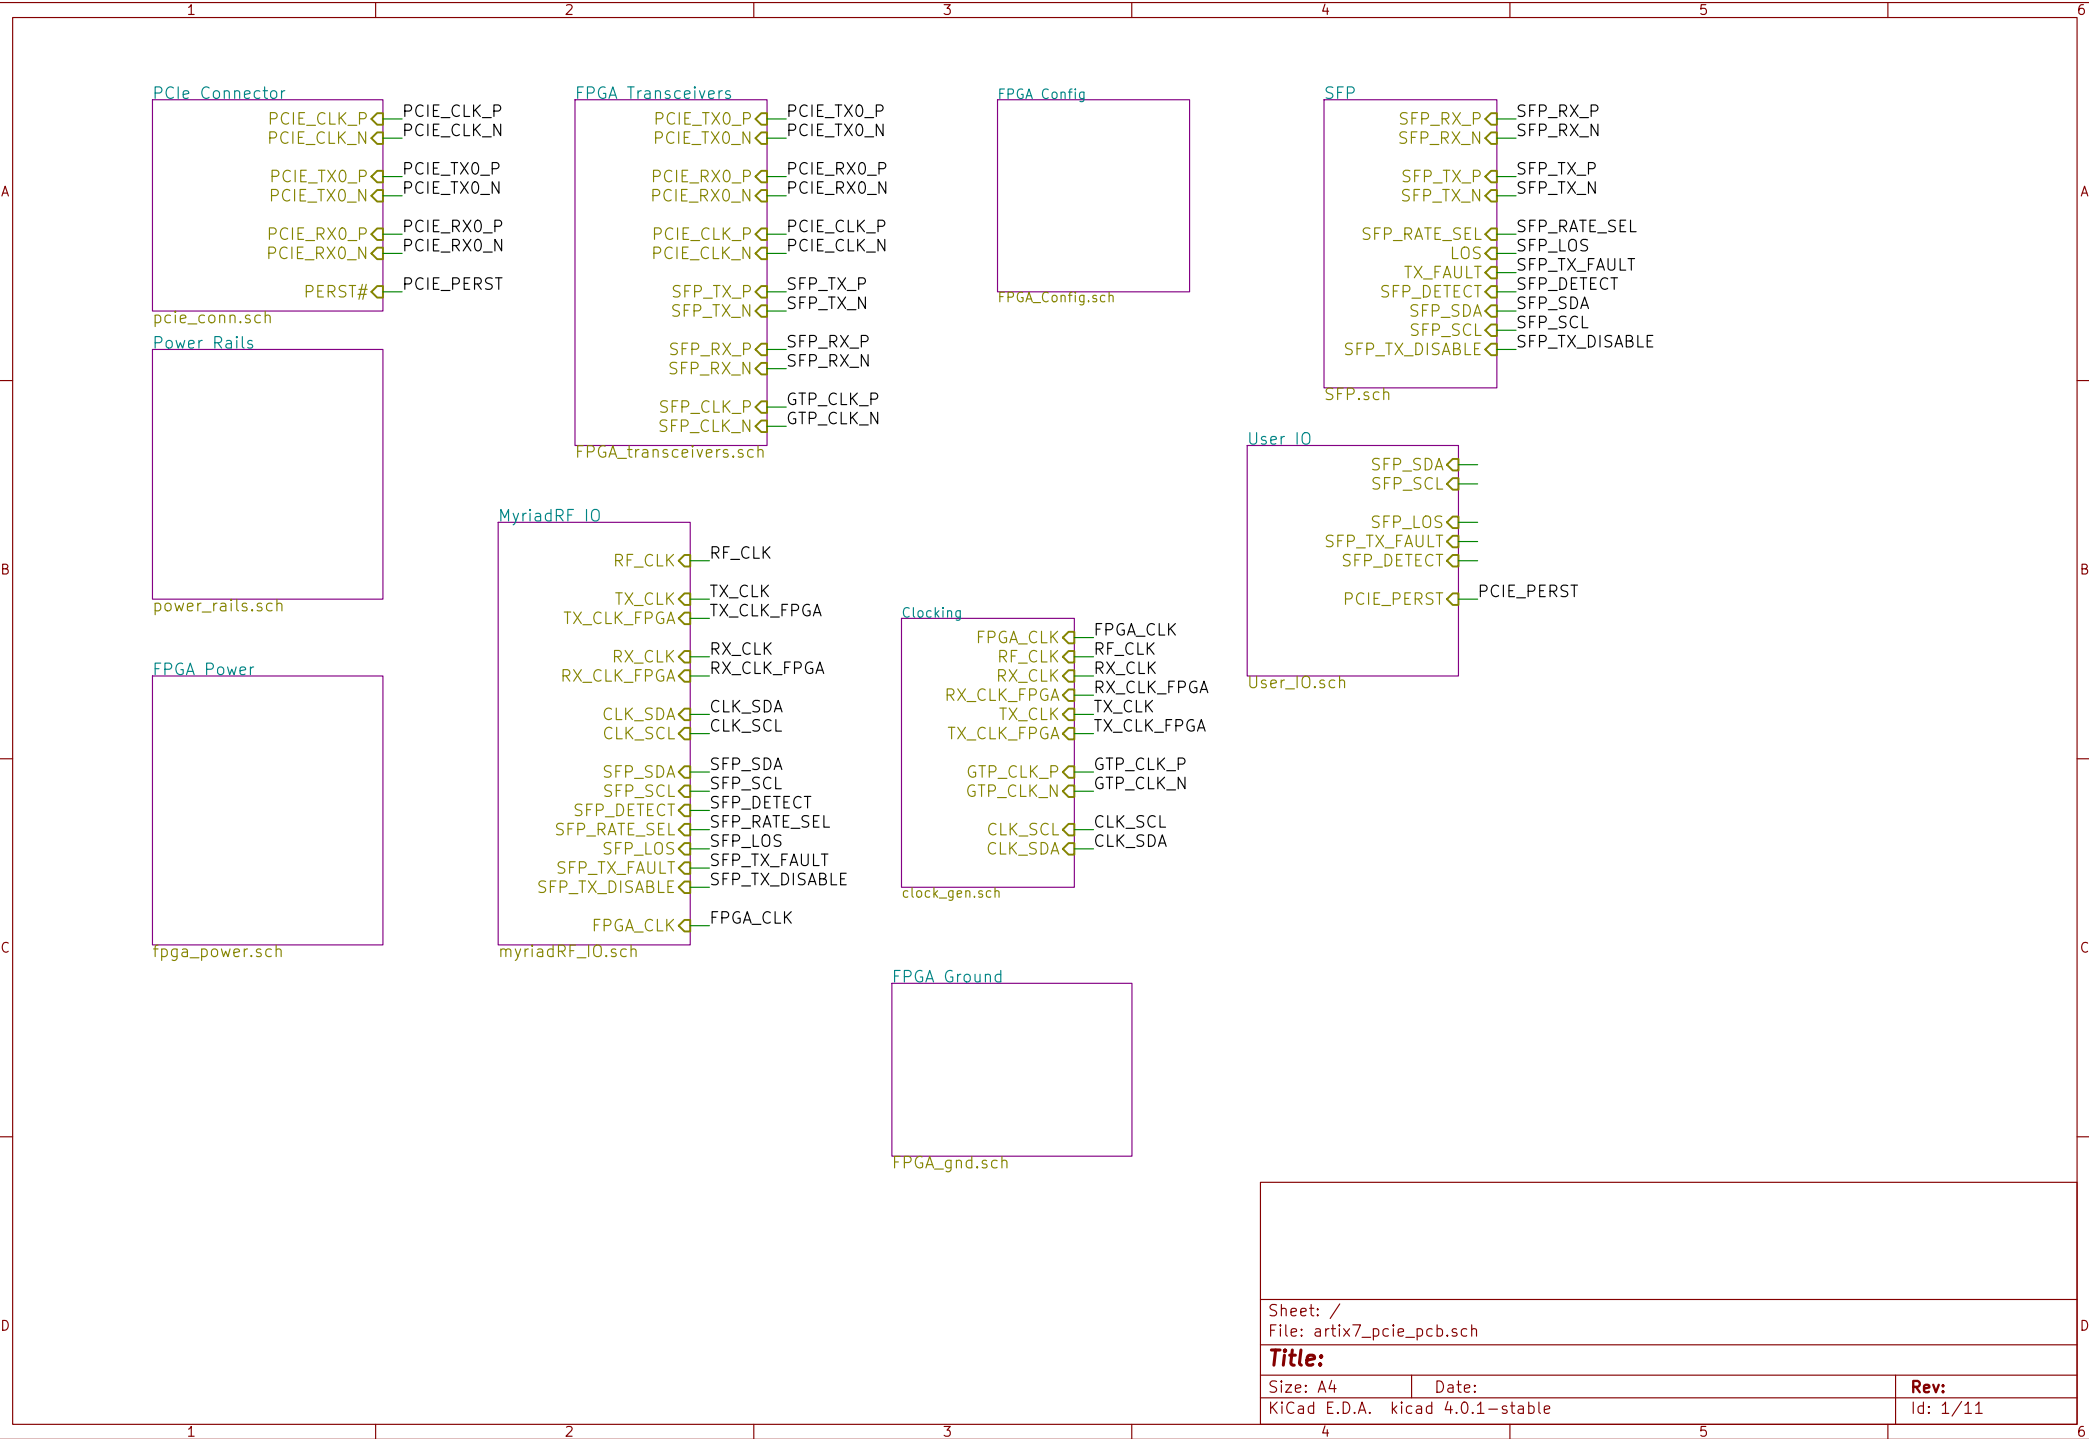 1 2 3 4 5 6
A A
B B
C C
D D
PCIe Connector
PCIE_CLK_P PCIE_CLK_P
PCIE_CLK_N PCIE_CLK_N
PCIE_TX0_P PCIE_TX0_P
PCIE_TX0_N PCIE_TX0_N
PCIE_RX0_P PCIE_RX0_P
PCIE_RX0_N PCIE_RX0_N
PERST# PCIE_PERST
pcie_conn.sch
Power Rails
power_rails.sch
FPGA Power
fpga_power.sch
FPGA Transceivers
PCIE_TX0_P PCIE_TX0_P
PCIE_TX0_N PCIE_TX0_N
PCIE_RX0_P PCIE_RX0_P
PCIE_RX0_N PCIE_RX0_N
PCIE_CLK_P PCIE_CLK_P
PCIE_CLK_N PCIE_CLK_N
SFP_TX_P SFP_TX_P
SFP_TX_N SFP_TX_N
SFP_RX_P SFP_RX_P
SFP_RX_N SFP_RX_N
SFP_CLK_P GTP_CLK_P
SFP_CLK_N GTP_CLK_N
FPGA_transceivers.sch
MyriadRF IO
RF_CLK RF_CLK
TX_CLK TX_CLK
TX_CLK_FPGA TX_CLK_FPGA
RX_CLK RX_CLK
RX_CLK_FPGA RX_CLK_FPGA
CLK_SDA CLK_SDA
CLK_SCL CLK_SCL
SFP_SDA SFP_SDA
SFP_SCL SFP_SCL
SFP_DETECT SFP_DETECT
SFP_RATE_SEL SFP_RATE_SEL
SFP_LOS SFP_LOS
SFP_TX_FAULT SFP_TX_FAULT
SFP_TX_DISABLE SFP_TX_DISABLE
FPGA_CLK FPGA_CLK
myriadRF_IO.sch
FPGA Config
FPGA_Config.sch
Clocking
FPGA_CLK FPGA_CLK
RF_CLK RF_CLK
RX_CLK RX_CLK
RX_CLK_FPGA RX_CLK_FPGA
TX_CLK TX_CLK
TX_CLK_FPGA TX_CLK_FPGA
GTP_CLK_P GTP_CLK_P
GTP_CLK_N GTP_CLK_N
CLK_SCL CLK_SCL
CLK_SDA CLK_SDA
clock_gen.sch
FPGA Ground
FPGA_gnd.sch
SFP
SFP_RX_P SFP_RX_P
SFP_RX_N SFP_RX_N
SFP_TX_P SFP_TX_P
SFP_TX_N SFP_TX_N
SFP_RATE_SEL SFP_RATE_SEL
LOS SFP_LOS
TX_FAULT SFP_TX_FAULT
SFP_DETECT SFP_DETECT
SFP_SDA SFP_SDA
SFP_SCL SFP_SCL
SFP_TX_DISABLE SFP_TX_DISABLE
SFP.sch
User IO
SFP_SDA
SFP_SCL
SFP_LOS
SFP_TX_FAULT
SFP_DETECT
PCIE_PERST PCIE_PERST
User_IO.sch
Sheet: /
File: artix7_pcie_pcb.sch
Title:
Size: A4 Date: Rev:
KiCad E.D.A. kicad 4.0.1-stable Id: 1/11
1 2 3 4 5 6